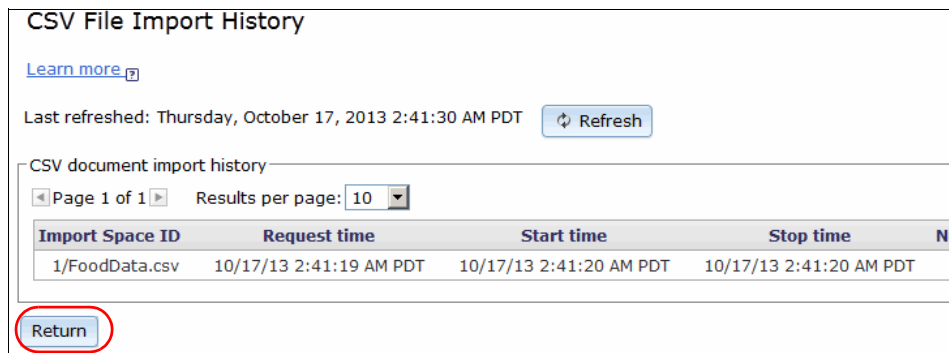 CSV File Import History
Learn more ?
Last refreshed: Thursday, October 17, 2013 2:41:30 AM PDT Refresh
CSV document import history
Page 1 of 1 Results per page: 10
Import Space ID Request time Start time Stop time N
1/FoodData.csv 10/17/13 2:41:19 AM PDT 10/17/13 2:41:20 AM PDT 10/17/13 2:41:20 AM PDT
Return